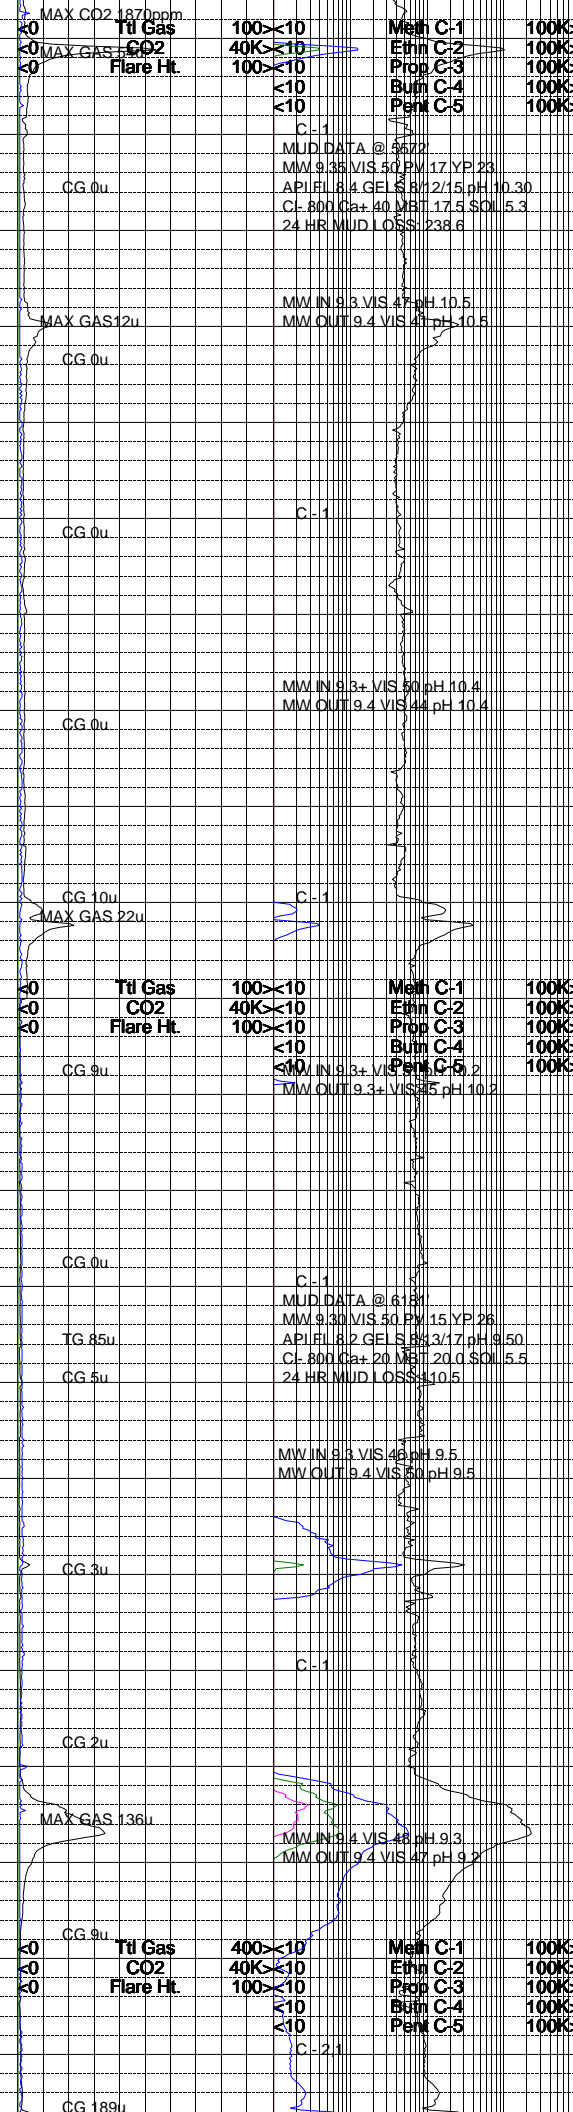 MAX CO2 1870ppm
<0 Ttl Gas 100><10 Meth C-1 100K>
<0 CO2 40K><10 Ethn C-2 100K>
MAX GAS
<0 Flare Ht. 100><10 Prop C-3 100K>
<10 Butn C-4 100K>
<10 Pent C-5 100K>
C - 1
MUD DATA @ 5572'
MW 9.35 VIS 50 PV 17 YP 23
CG 0u API FL 8.4 GELS 8/12/15 pH 10.30
Cl- 800 Ca+ 40 MBT 17.5 SOL 5.3
24 HR MUD LOSS: 238.6
MW IN 9.3 VIS 47 pH 10.5
MAX GAS12u MW OUT 9.4 VIS 41 pH 10.5
CG 0u
C - 1
CG 0u
MW IN 9.3+ VIS 50 pH 10.4
MW OUT 9.4 VIS 44 pH 10.4
CG 0u
CG 10u C - 1
MAX GAS 22u
<0 Ttl Gas 100><10 Meth C-1 100K>
<0 CO2 40K><10 Ethn C-2 100K>
<0 Flare Ht. 100><10 Prop C-3 100K>
<10 Butn C-4 100K>
<10 Pent C-5 100K>
CG 9u MW IN 9.3+ VIS pH 10.2
MW OUT 9.3+ VIS 45 pH 10.2
CG 0u
C - 1
MUD DATA @ 6181'
MW 9.30 VIS 50 PV 15 YP 26
TG 85u API FL 8.2 GELS 8/13/17 pH 9.50
Cl- 800 Ca+ 20 MBT 20.0 SOL 5.5
CG 5u 24 HR MUD LOSS: 110.5
MW IN 9.3 VIS 46 pH 9.5
MW OUT 9.4 VIS 50 pH 9.5
CG 3u
C - 1
CG 2u
MAX GAS 136u
MW IN 9.4 VIS 48 pH 9.3
MW OUT 9.4 VIS 47 pH 9.2
CG 9u
<0 Ttl Gas 400><10 Meth C-1 100K>
<0 CO2 40K><10 Ethn C-2 100K>
<0 Flare Ht. 100><10 Prop C-3 100K>
<10 Butn C-4 100K>
<10 Pent C-5 100K>
C - 2,1
CG 189u